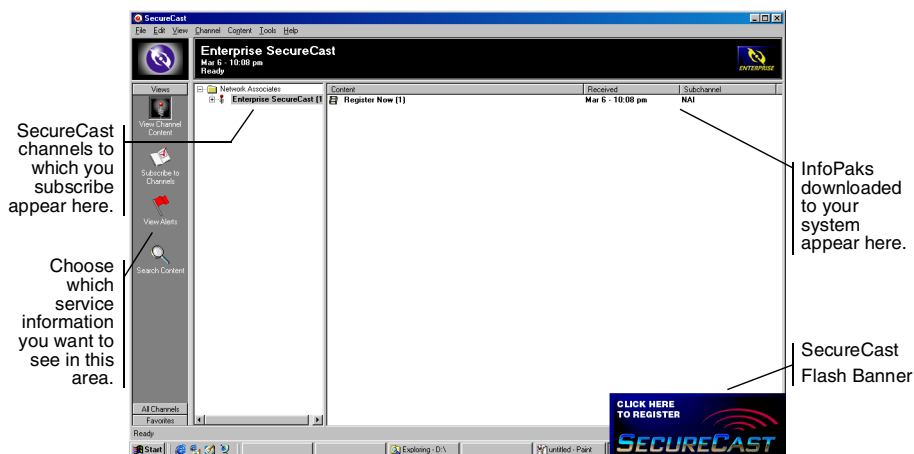 SecureCast
File Edit View Channel Content Tools Help
Enterprise SecureCast
Mar 6 - 10:08 pm
Ready
ENTERPRISE
Views
View Channel
Content
Subscribe to
Channels
View Alerts
Search Content
All Channels
Favorites
Network Associates
Enterprise SecureCast (1
Content Received Subchannel
Register Now (1) Mar 6 - 10:08 pm NAI
SecureCast
channels to
which you
subscribe
appear here.
Choose
which
service
information
you want to
see in this
area.
InfoPaks
downloaded
to your
system
appear here.
SecureCast
Flash Banner
CLICK HERE
TO REGISTER
SECURECAST
Ready
Start Exploring - D:\ untitled - Paint